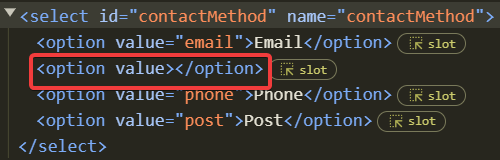 <select id="contactMethod" name="contactMethod">
<option value="email">Email</option> slot
<option value></option> slot
<option value="phone">Phone</option> slot
<option value="post">Post</option> slot
</select>